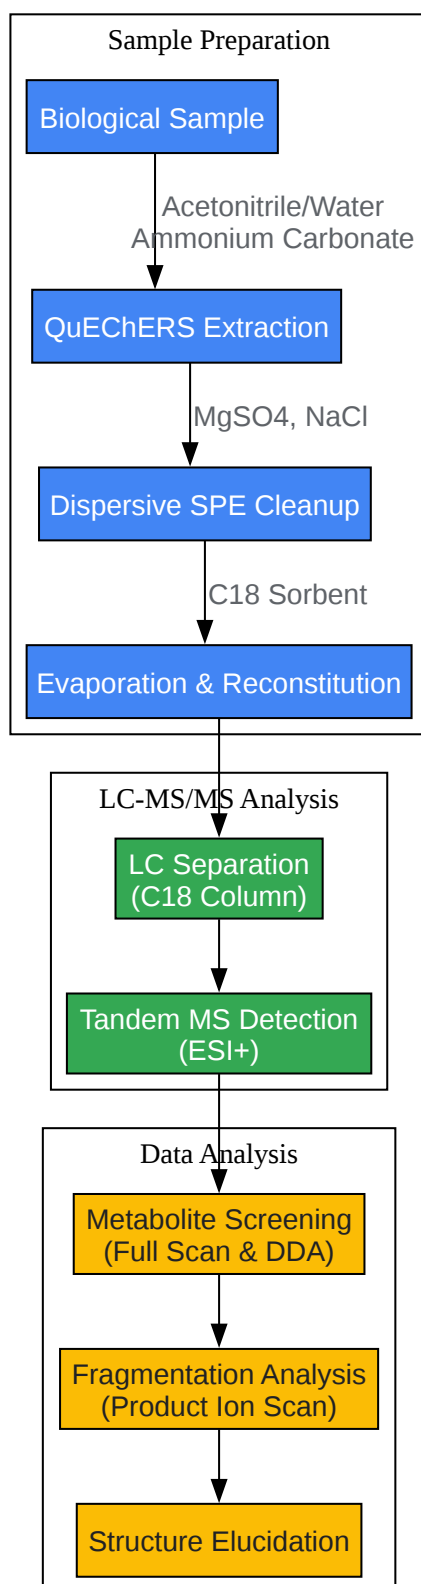 Sample Preparation
Biological Sample
Acetonitrile/Water
Ammonium Carbonate
QuEChERS Extraction
MgSO4, NaCl
Dispersive SPE Cleanup
C18 Sorbent
Evaporation & Reconstitution
LC-MS/MS Analysis
LC Separation
(C18 Column)
Tandem MS Detection
(ESI+)
Data Analysis
Metabolite Screening
(Full Scan & DDA)
Fragmentation Analysis
(Product Ion Scan)
Structure Elucidation